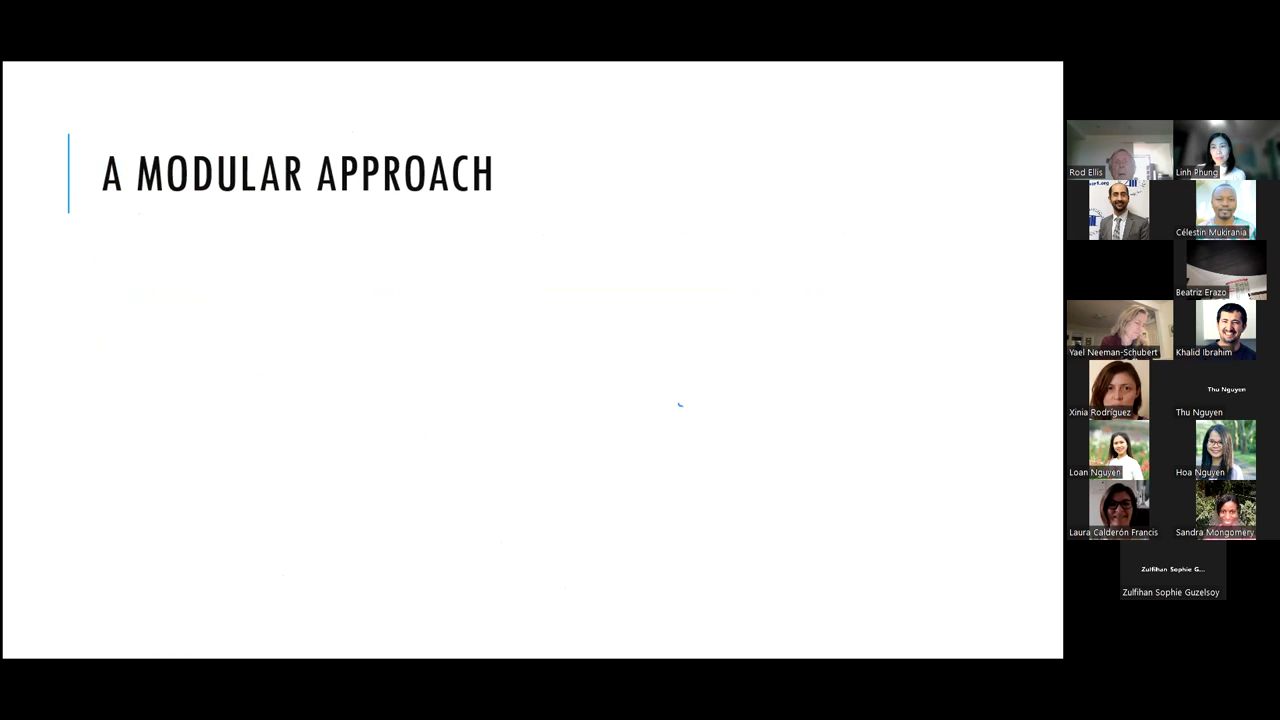 A MODULAR APPROACH
Rod Ellis
Linh Phung
Célestin Mukirania
Beatriz Erazo
Yael Neeman-Schubert
Khalid Ibrahim
Xinia Rodríguez
Thu Nguyen
Thu Nguyen
Loan Nguyen
Hoa Nguyen
Laura Calderón Francis
Sandra Mongomery
Zulfihan Sophie G...
Zulfihan Sophie Guzelsoy